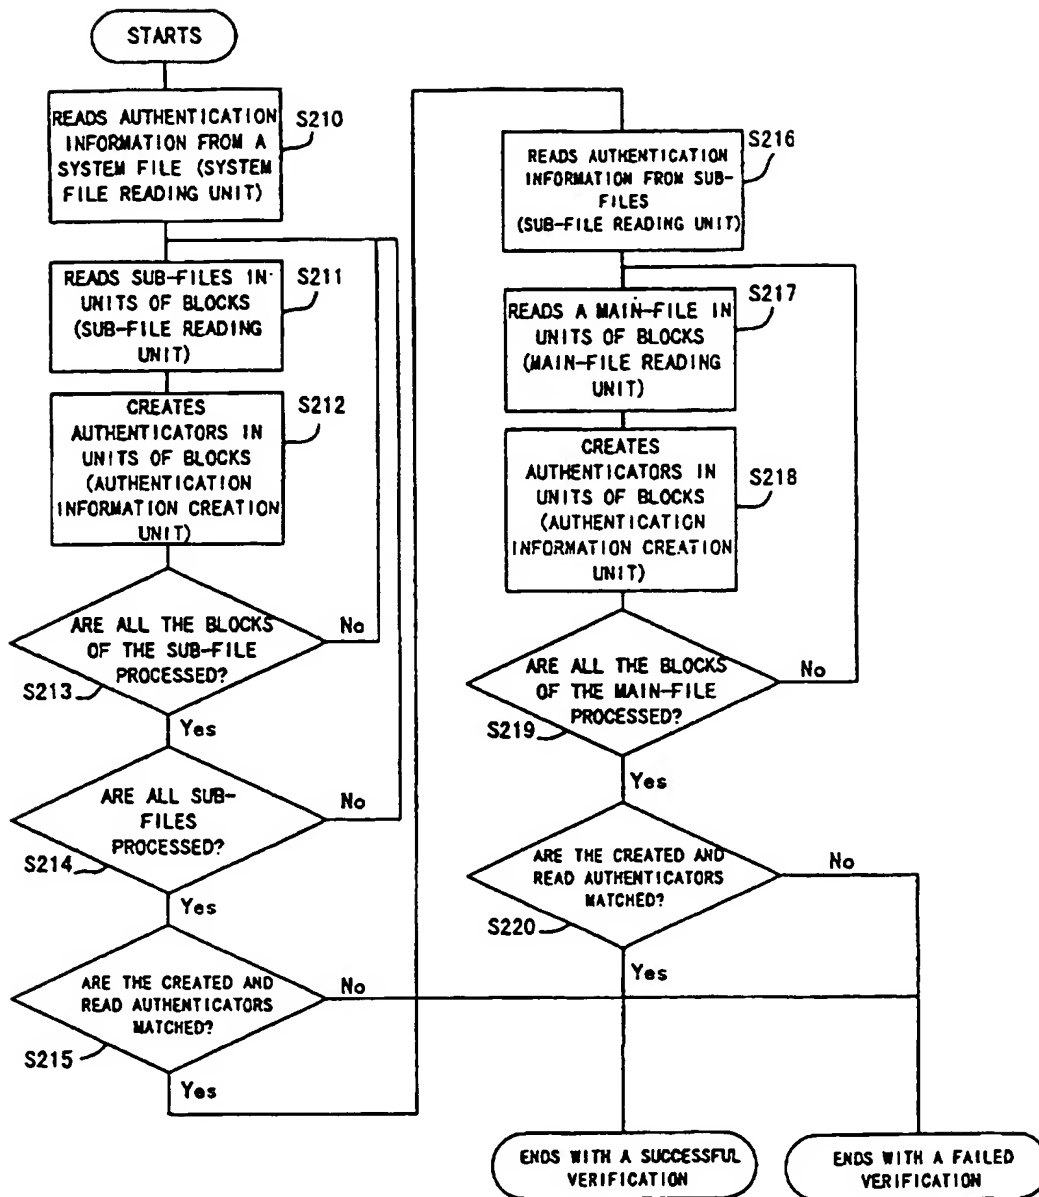 STARTS
READS AUTHENTICATION
INFORMATION FROM A
SYSTEM FILE (SYSTEM
FILE READING UNIT)
S210
READS SUB-FILES IN
UNITS OF BLOCKS
(SUB-FILE READING
UNIT)
S211
CREATES
AUTHENTICATORS IN
UNITS OF BLOCKS
(AUTHENTICATION
INFORMATION CREATION
UNIT)
S212
ARE ALL THE BLOCKS
OF THE SUB-FILE
PROCESSED?
No
S213
Yes
ARE ALL SUB-
FILES
PROCESSED?
No
S214
Yes
ARE THE CREATED AND
READ AUTHENTICATORS
MATCHED?
No
S215
Yes
READS AUTHENTICATION
INFORMATION FROM SUB-
FILES
(SUB-FILE READING UNIT)
S216
READS A MAIN-FILE IN
UNITS OF BLOCKS
(MAIN-FILE READING
UNIT)
S217
CREATES
AUTHENTICATORS IN
UNITS OF BLOCKS
(AUTHENTICATION
INFORMATION CREATION
UNIT)
S218
ARE ALL THE BLOCKS
OF THE MAIN-FILE
PROCESSED?
No
S219
Yes
ARE THE CREATED AND
READ AUTHENTICATORS
MATCHED?
No
S220
Yes
ENDS WITH A SUCCESSFUL
VERIFICATION
ENDS WITH A FAILED
VERIFICATION